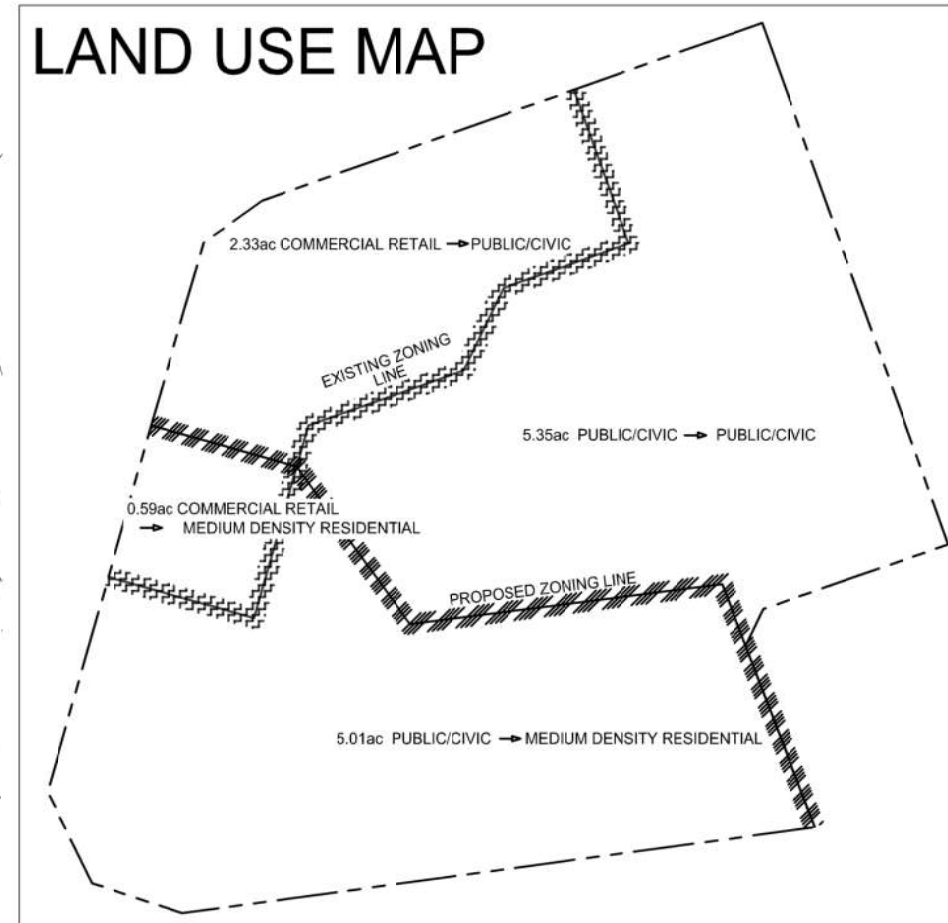 LAND USE MAP
2.33ac COMMERCIAL RETAIL → PUBLIC/CIVIC
EXISTING ZONING
LINE
5.35ac PUBLIC/CIVIC → PUBLIC/CIVIC
0.59ac COMMERCIAL RETAIL
→ MEDIUM DENSITY RESIDENTIAL
PROPOSED ZONING LINE
5.01ac PUBLIC/CIVIC → MEDIUM DENSITY RESIDENTIAL